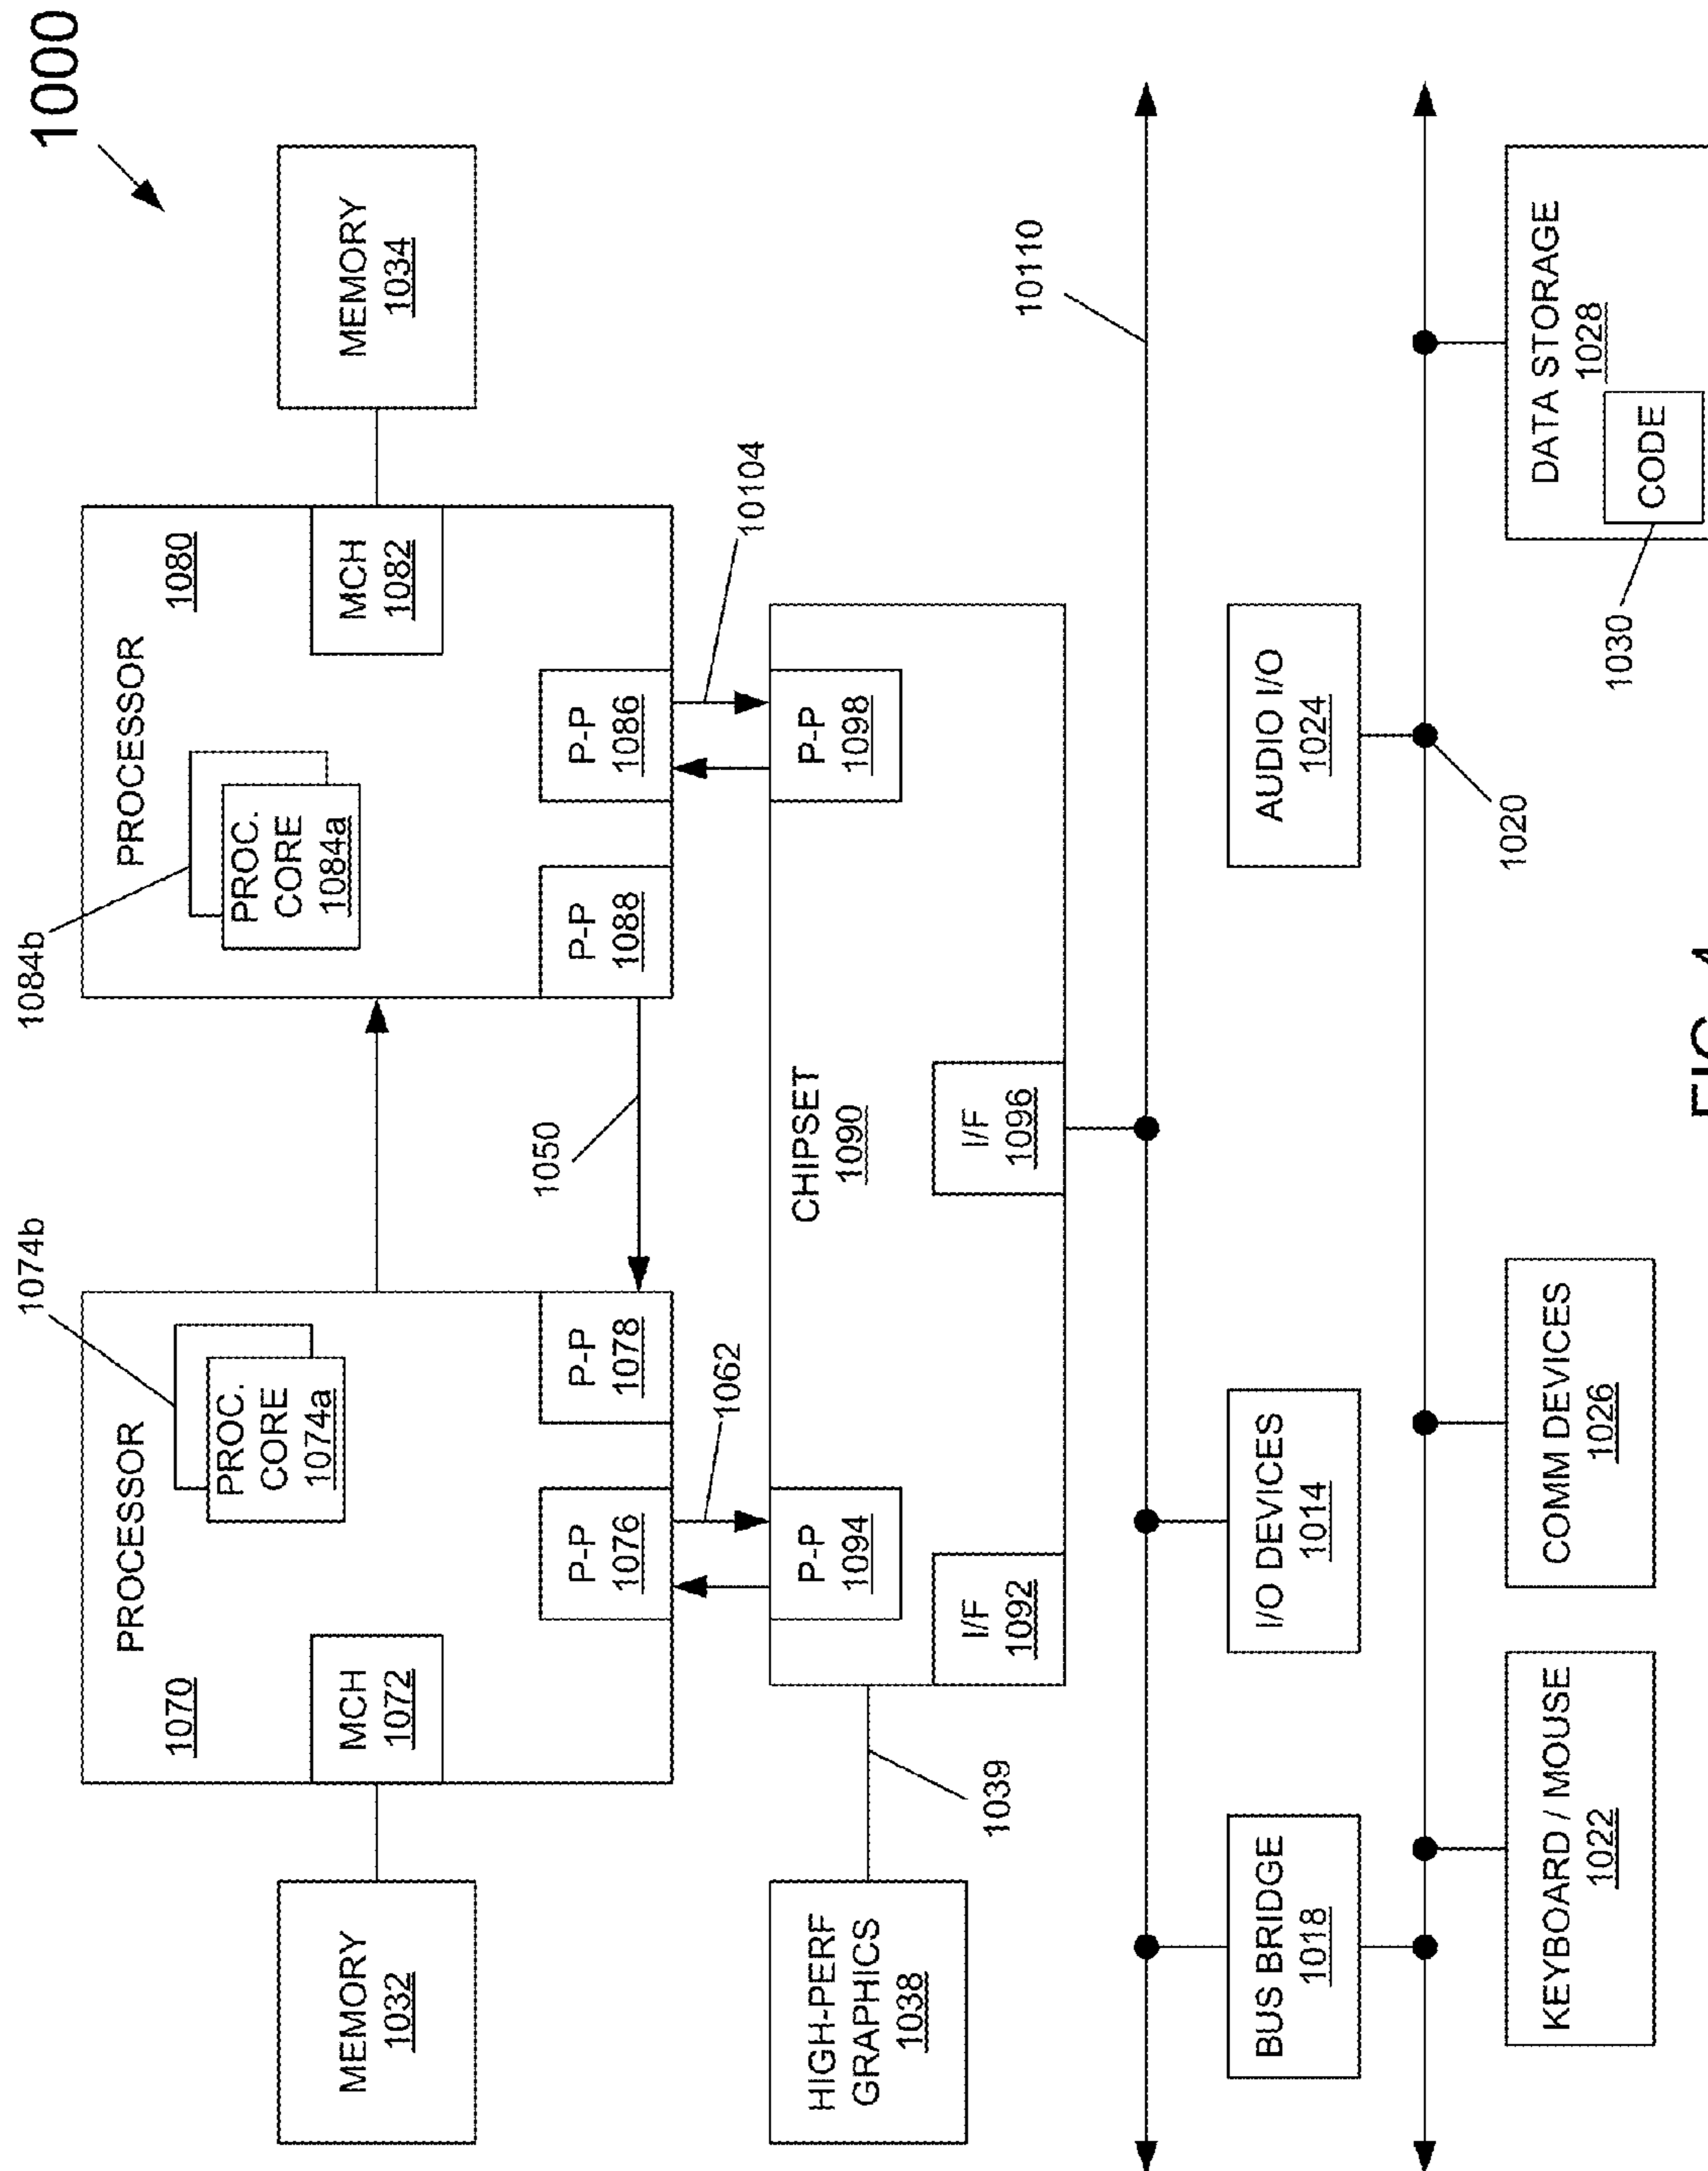 1000
1074b
1084b
PROCESSOR
1070
PROC.
CORE
1074a
MCH
1072
P-P
1076
P-P
1078
PROCESSOR
1080
PROC.
CORE
1084a
MCH
1082
P-P
1088
P-P
1086
MEMORY
1032
MEMORY
1034
1050
1062
10104
HIGH-PERF
GRAPHICS
1038
1039
P-P
1094
P-P
1098
CHIPSET
1090
I/F
1092
I/F
1096
10110
BUS BRIDGE
1018
I/O DEVICES
1014
AUDIO I/O
1024
1020
KEYBOARD / MOUSE
1022
COMM DEVICES
1026
DATA STORAGE
1028
CODE
1030